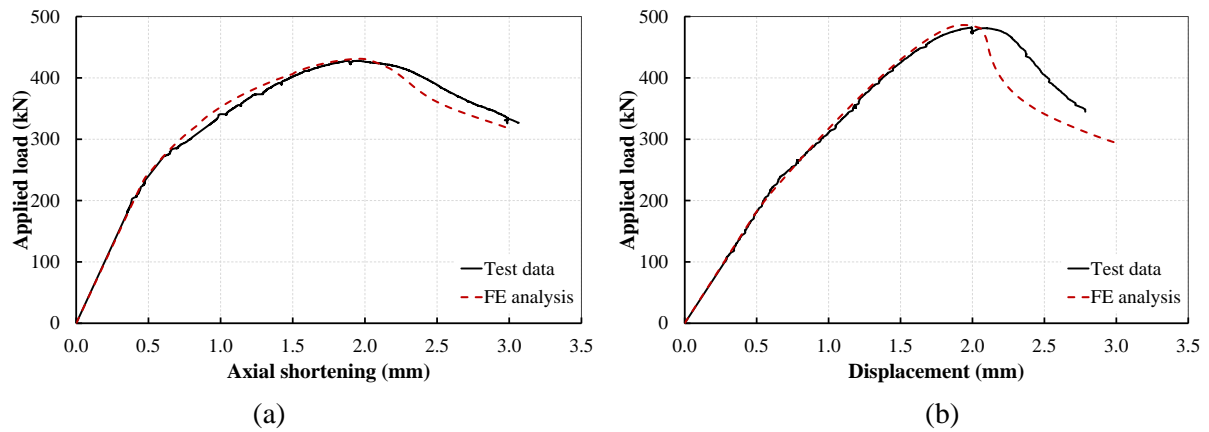 500
400
300
200
100
0
Applied load (kN)
Test data
FE analysis
0.0 0.5 1.0 1.5 2.0 2.5 3.0 3.5
Axial shortening (mm)
(a)
500
400
300
200
100
0
Applied load (kN)
Test data
FE analysis
0.0 0.5 1.0 1.5 2.0 2.5 3.0 3.5
Displacement (mm)
(b)